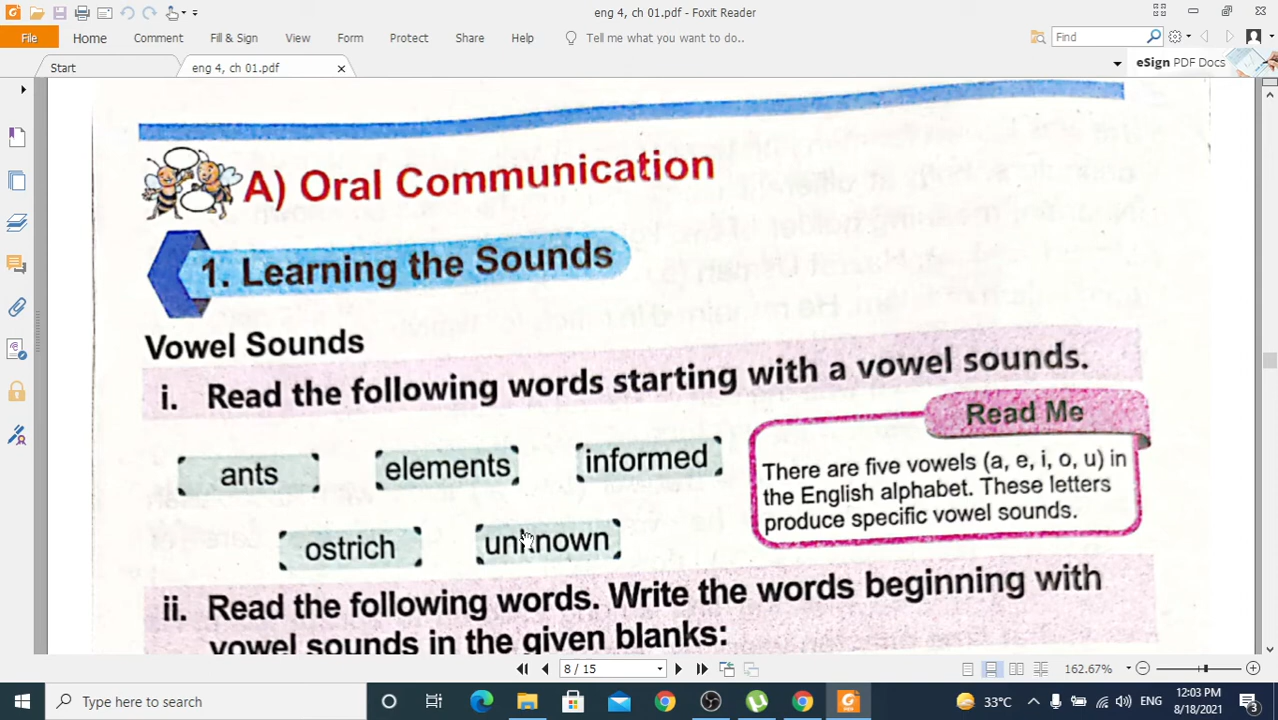 eng 4, ch 01.pdf - Foxit Reader
File Home Comment Fill & Sign View Form Protect Share Help Tell me what you want to do.. Find
Start eng 4, ch 01.pdf eSign PDF Docs
A) Oral Communication
1. Learning the Sounds
Vowel Sounds
i. Read the following words starting with a vowel sounds.
Read Me
ants elements informed
There are five vowels (a, e, i, o, u) in
the English alphabet. These letters
produce specific vowel sounds.
ostrich unknown
ii. Read the following words. Write the words beginning with
vowel sounds in the given blanks:
8 / 15 162.67%
Type here to search 33°C ENG 12:03 PM
8/18/2021 3